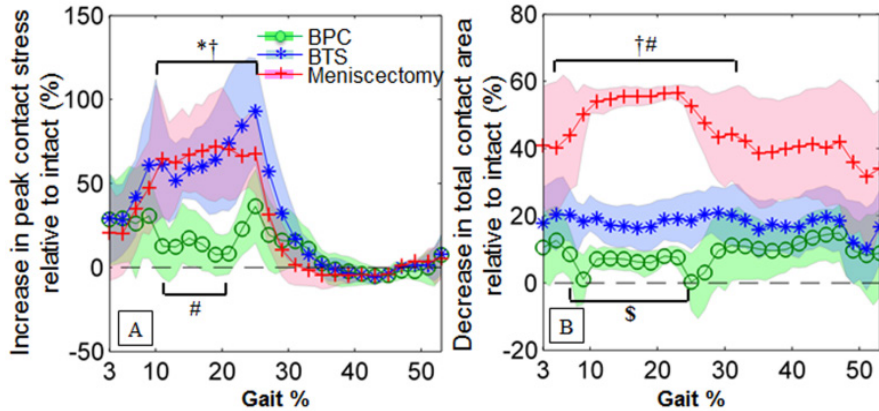 Increase in peak contact stress
relative to intact (%)
150
100
50
0
-50
*†
BPC
BTS
Meniscectomy
#
A
3 10 20 30 40 50
Gait %
Decrease in total contact area
relative to intact (%)
80
60
40
20
0
-20
†#
$
B
3 10 20 30 40 50
Gait %